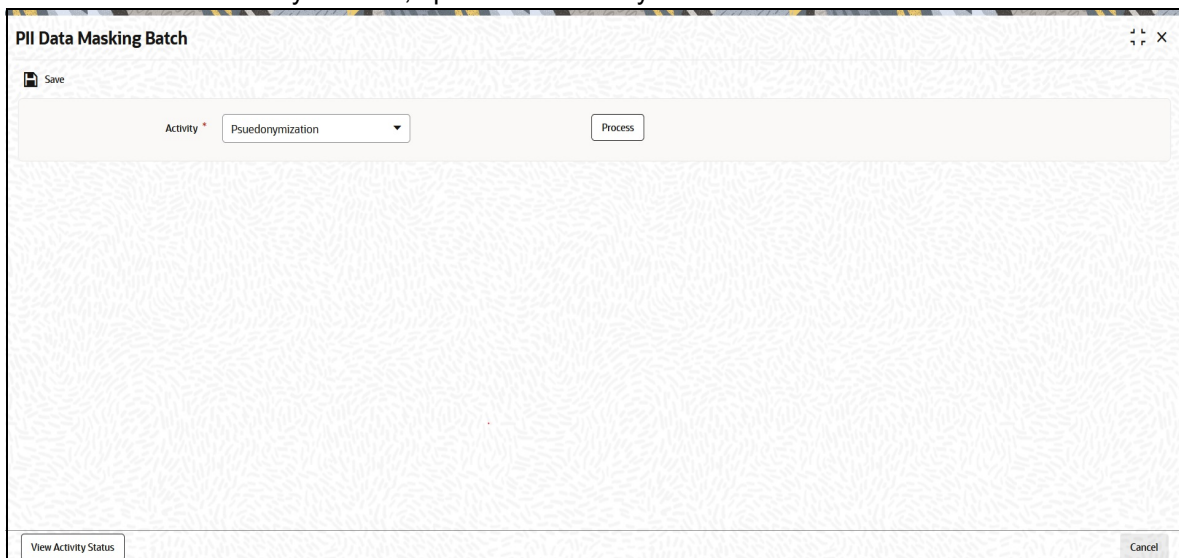 PII Data Masking Batch
Save
Activity * Psuedonymization Process
View Activity Status Cancel